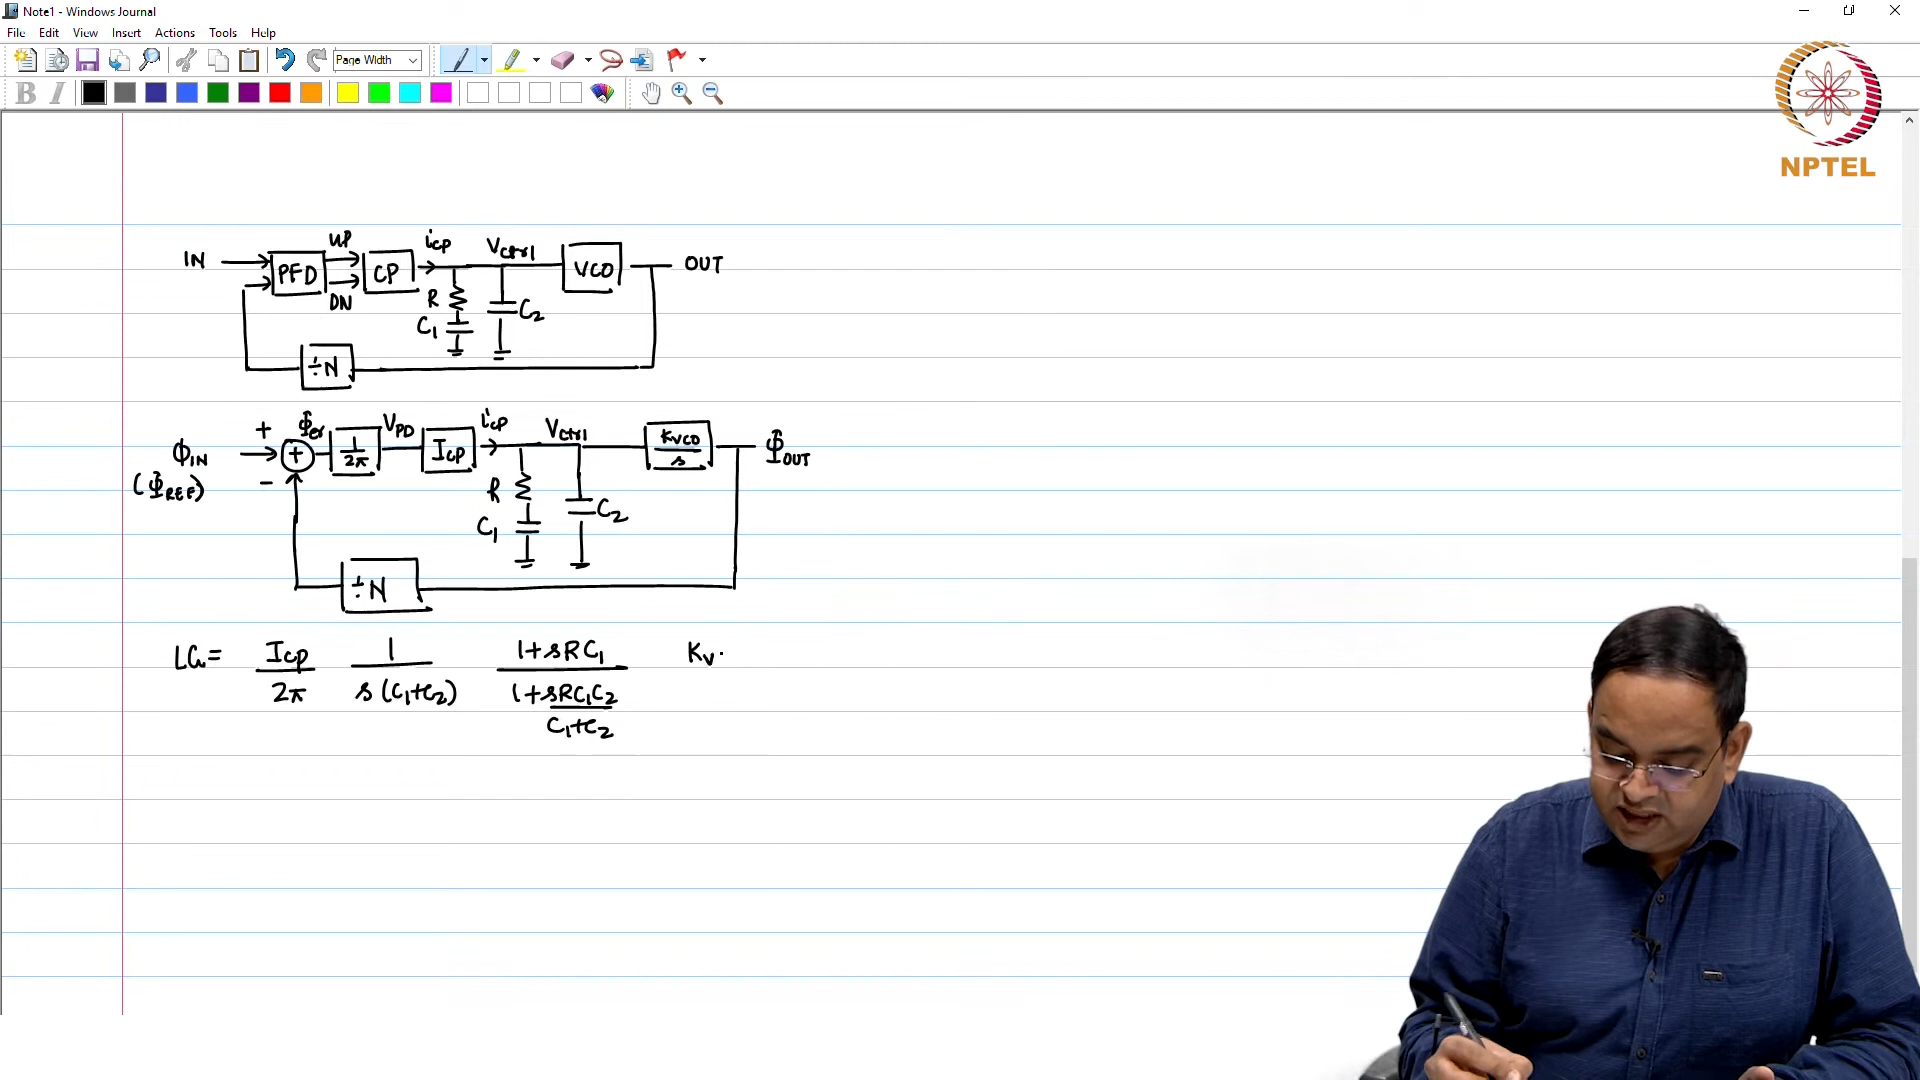 Note1 - Windows Journal
File Edit View Insert Actions Tools Help
Page Width
B I
NPTEL
IN PFD UP DN CP icp Vctrl VCO OUT
R C1 C2
÷N
ΦIN + Φer 1/2π VPD Icp icp Vctrl KVCO/s ΦOUT
(ΦREF) -
R C1 C2
÷N
LG = Icp/2π 1/s(C1+C2) 1+sRC1/1+sRC1C2/C1+C2 Kv